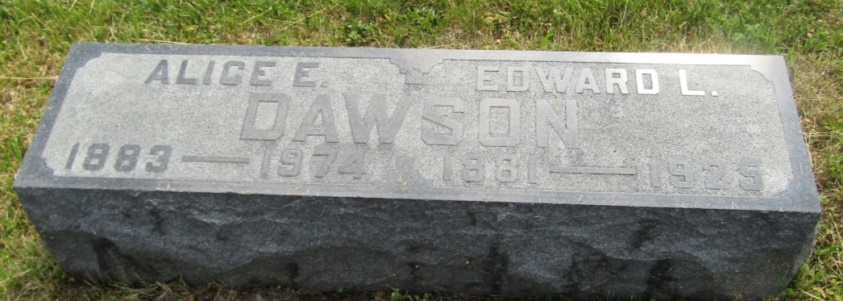 ALICE E. EDWARD L.
DAWSON
1883 — 1974 1881 — 1925